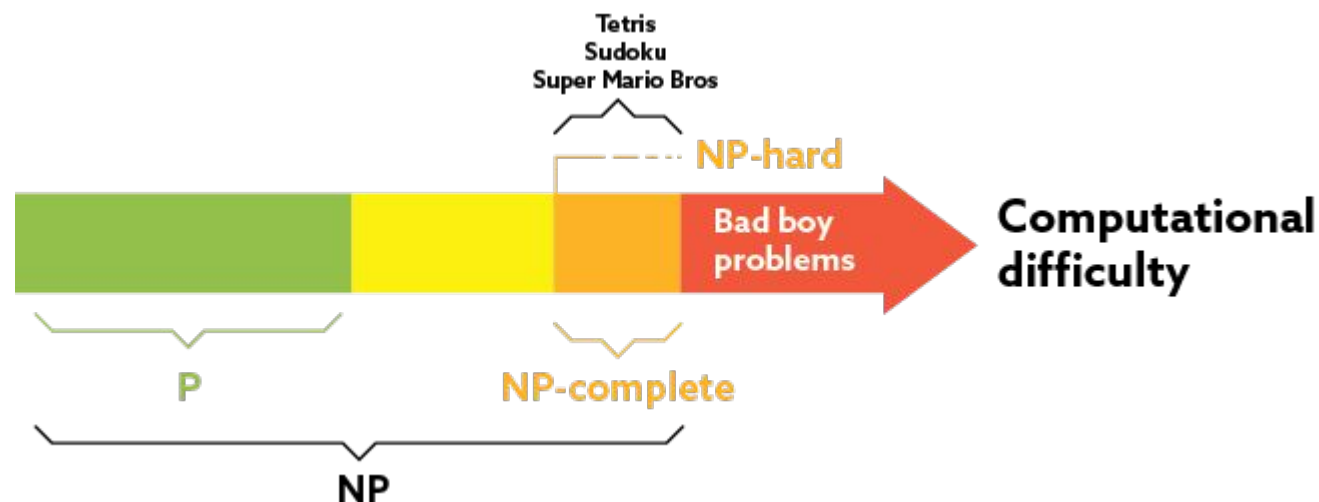 Tetris
Sudoku
Super Mario Bros
NP-hard
Bad boy
problems
Computational
difficulty
P
NP-complete
NP